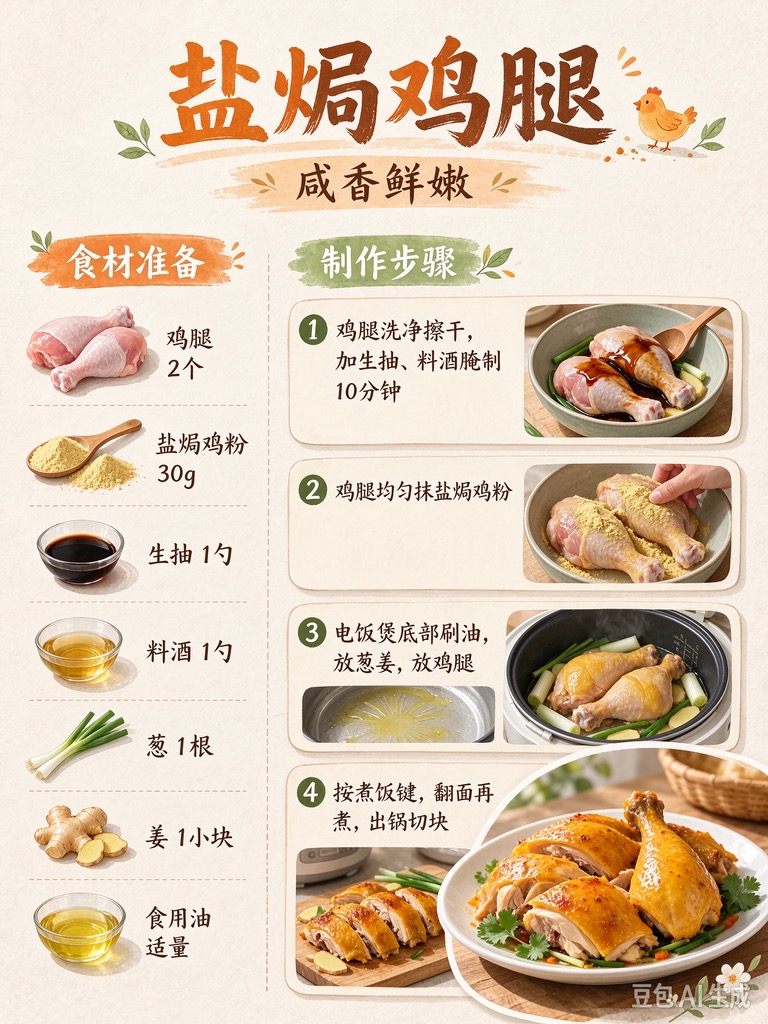 盐焗鸡腿
咸香鲜嫩
食材准备
鸡腿
2个
盐焗鸡粉
30g
生抽 1勺
料酒 1勺
葱 1根
姜 1小块
食用油
适量
制作步骤
1 鸡腿洗净擦干，
加生抽、料酒腌制
10分钟
2 鸡腿均匀抹盐焗鸡粉
3 电饭煲底部刷油，
放葱姜，放鸡腿
4 按煮饭键，翻面再
煮，出锅切块
豆包AI生成